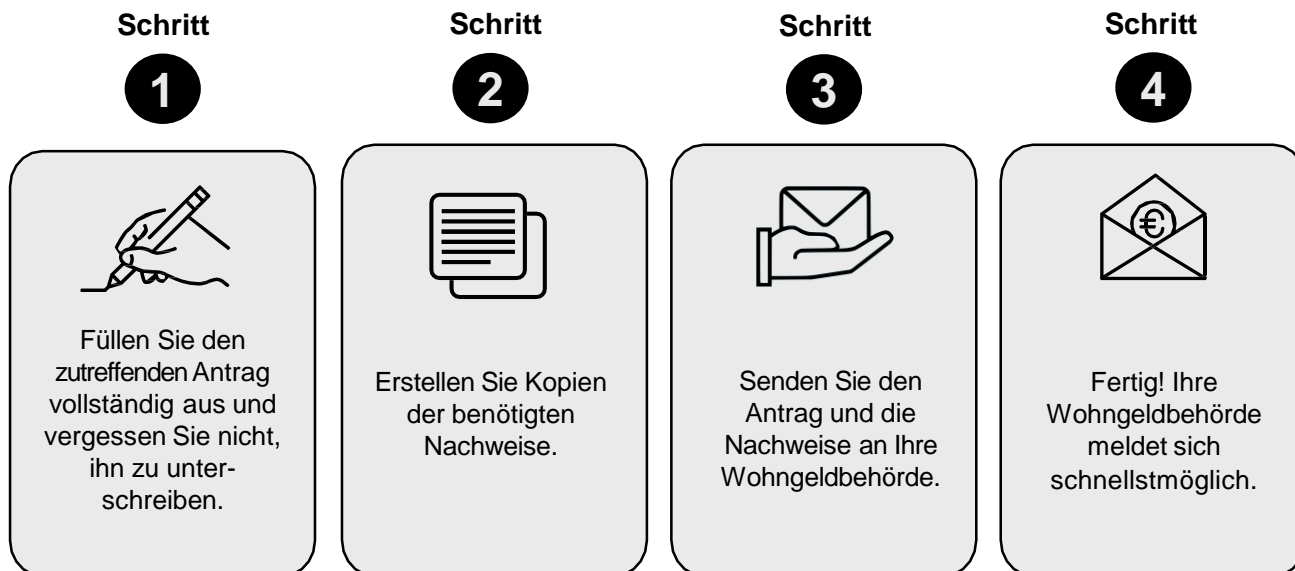 Schritt
1
Füllen Sie den
zutreffenden Antrag
vollständig aus und
vergessen Sie nicht,
ihn zu unter-
schreiben.
Schritt
2
Erstellen Sie Kopien
der benötigten
Nachweise.
Schritt
3
Senden Sie den
Antrag und die
Nachweise an Ihre
Wohngeldbehörde.
Schritt
4
€
Fertig! Ihre
Wohngeldbehörde
meldet sich
schnellstmöglich.